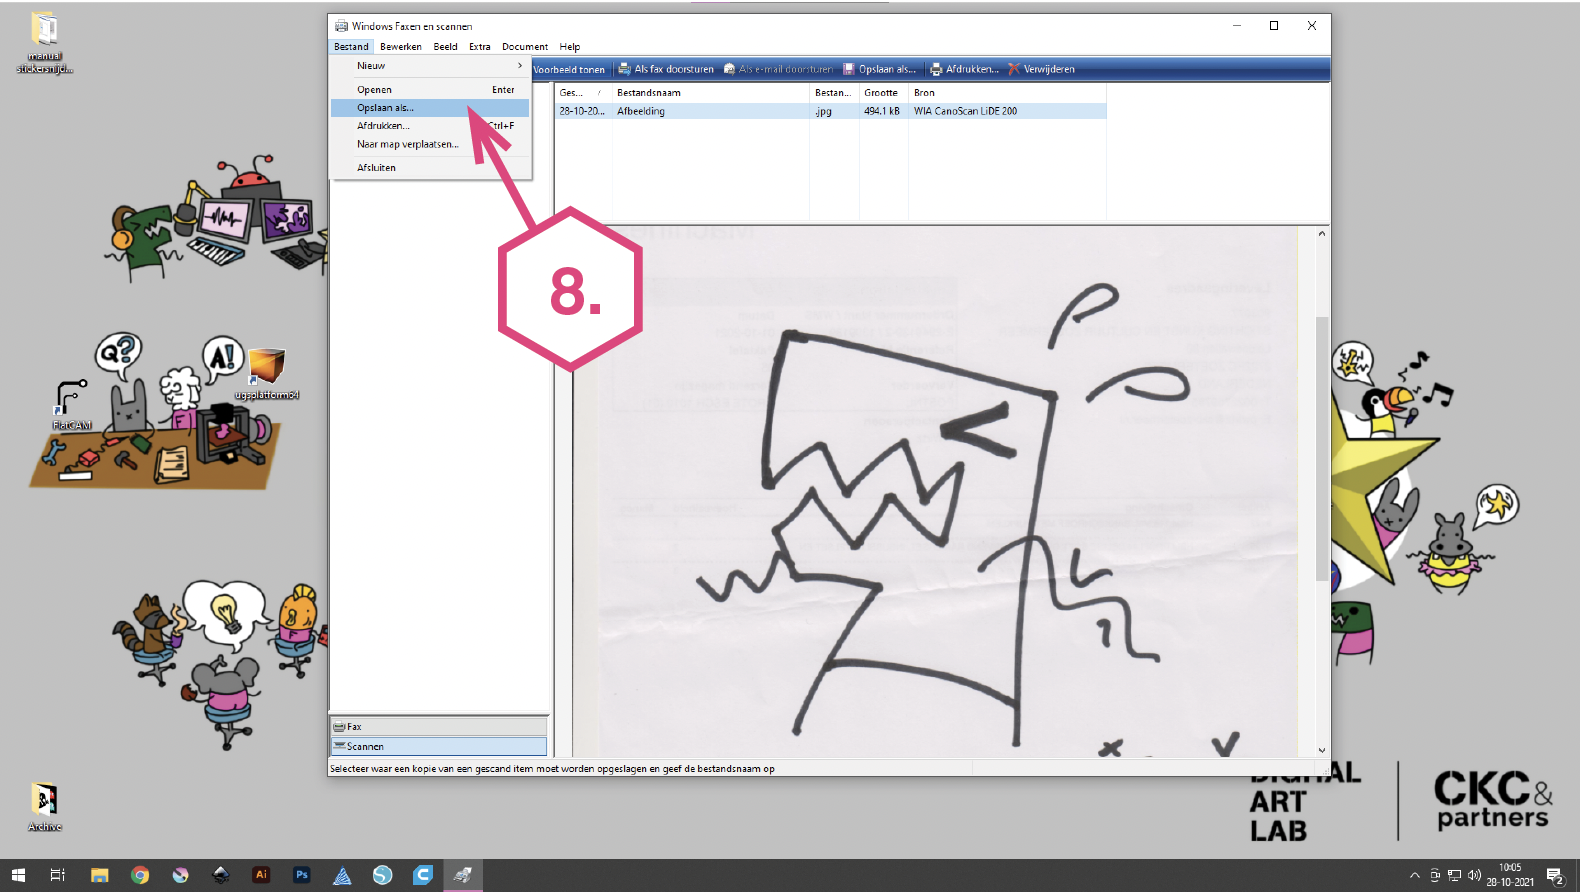 manual
stickersnijd...
Windows Faxen en scannen
Bestand Bewerken Beeld Extra Document Help
Nieuw
Openen Enter
Opslaan als...
Afdrukken... Ctrl+F
Naar map verplaatsen...
Afsluiten
Voorbeeld tonen Als fax doorsturen Als e-mail doorsturen Opslaan als... Afdrukken... Verwijderen
Ges... Bestandsnaam Bestan... Grootte Bron
28-10-20... Afbeelding .jpg 494.1 kB WIA CanoScan LiDE 200
8.
Q? A!
FlatCAM
ugsplatform64
Fax
Scannen
Selecteer waar een kopie van een gescand item moet worden opgeslagen en geef de bestandsnaam op
Archive
DIGITAL
ART
LAB
CKC&
partners
Ai Ps
10:05
28-10-2021
2